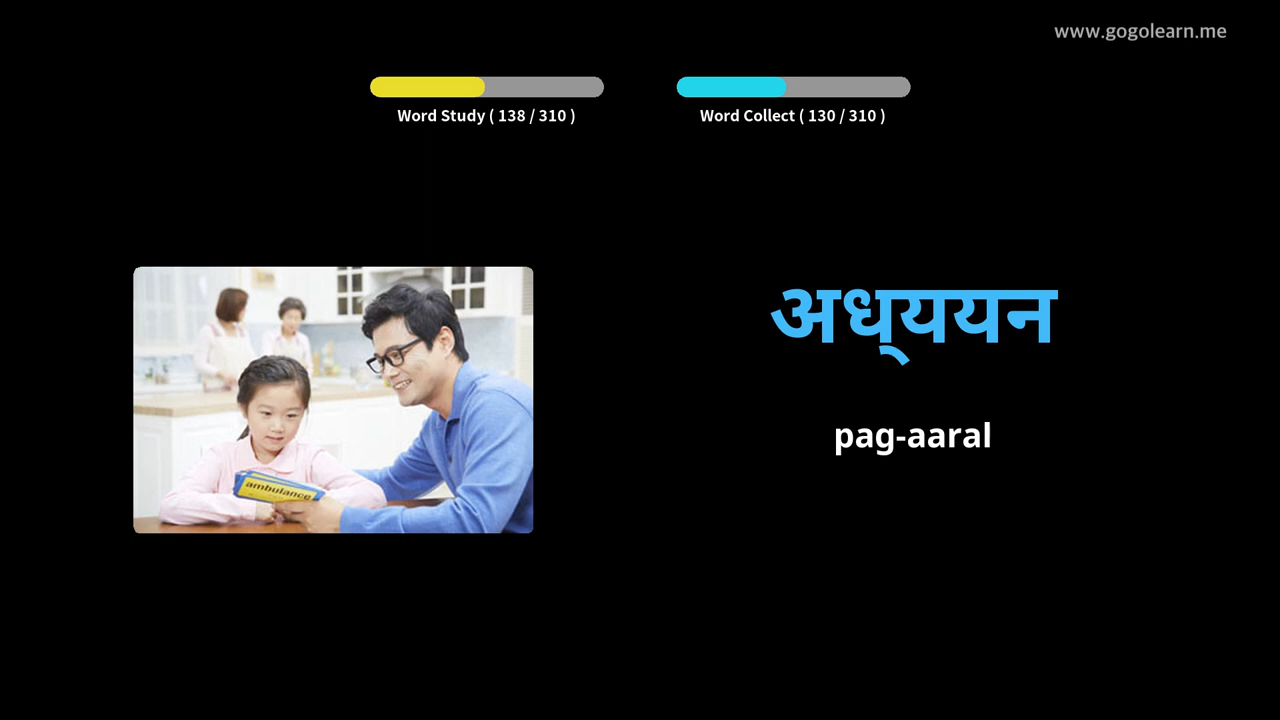 www.gogolearn.me
Word Study ( 138 / 310 )
Word Collect ( 130 / 310 )
अध्ययन
pag-aaral
ambulance